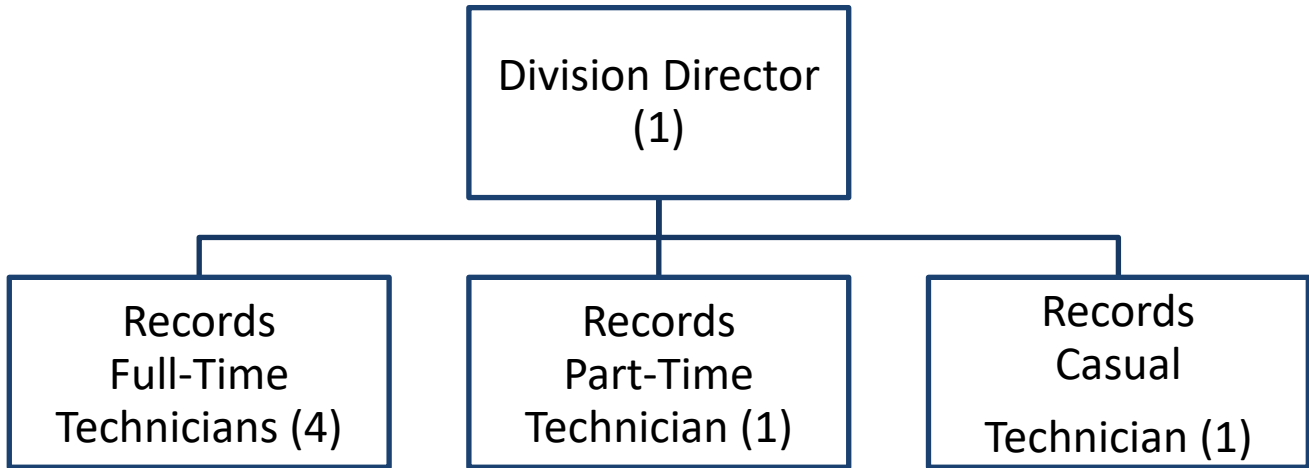 Division Director
(1)
Records
Full-Time
Technicians (4)
Records
Part-Time
Technician (1)
Records
Casual
Technician (1)